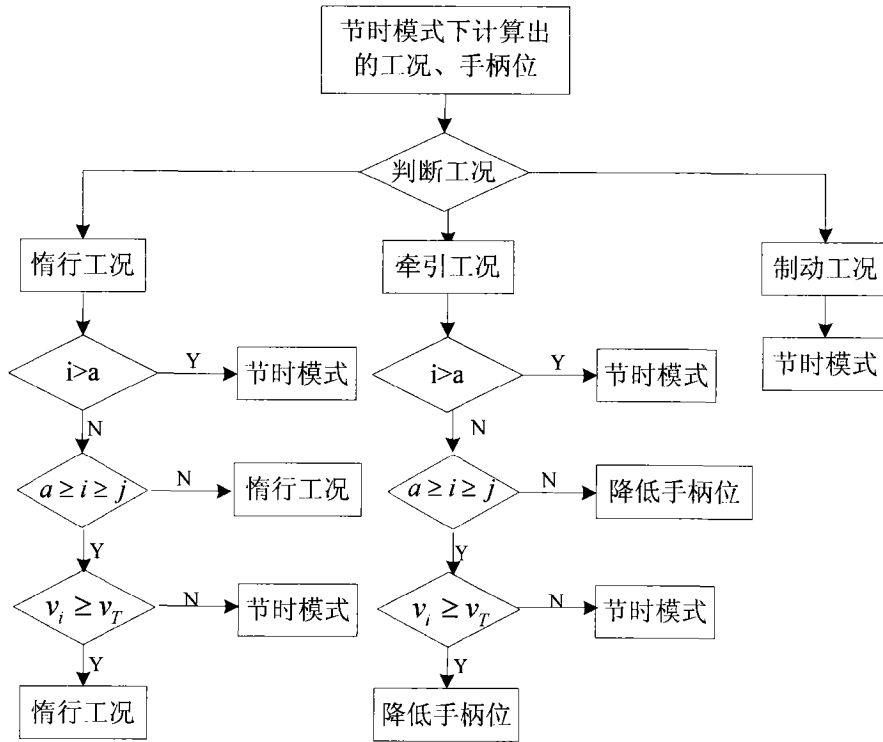 节时模式下计算出
的工况、手柄位
判断工况
惰行工况
牵引工况
制动工况
i>a
Y
节时模式
i>a
Y
节时模式
节时模式
N
N
a ≥ i ≥ j
N
惰行工况
a ≥ i ≥ j
N
降低手柄位
Y
Y
v_i ≥ v_T
N
节时模式
v_i ≥ v_T
N
节时模式
Y
Y
惰行工况
降低手柄位